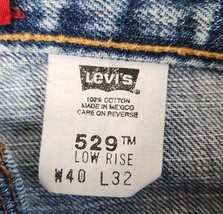 Levi's
100% COTTON
MADE IN MEXICO
CARE ON REVERSE
529™
LOW RISE
W40 L32